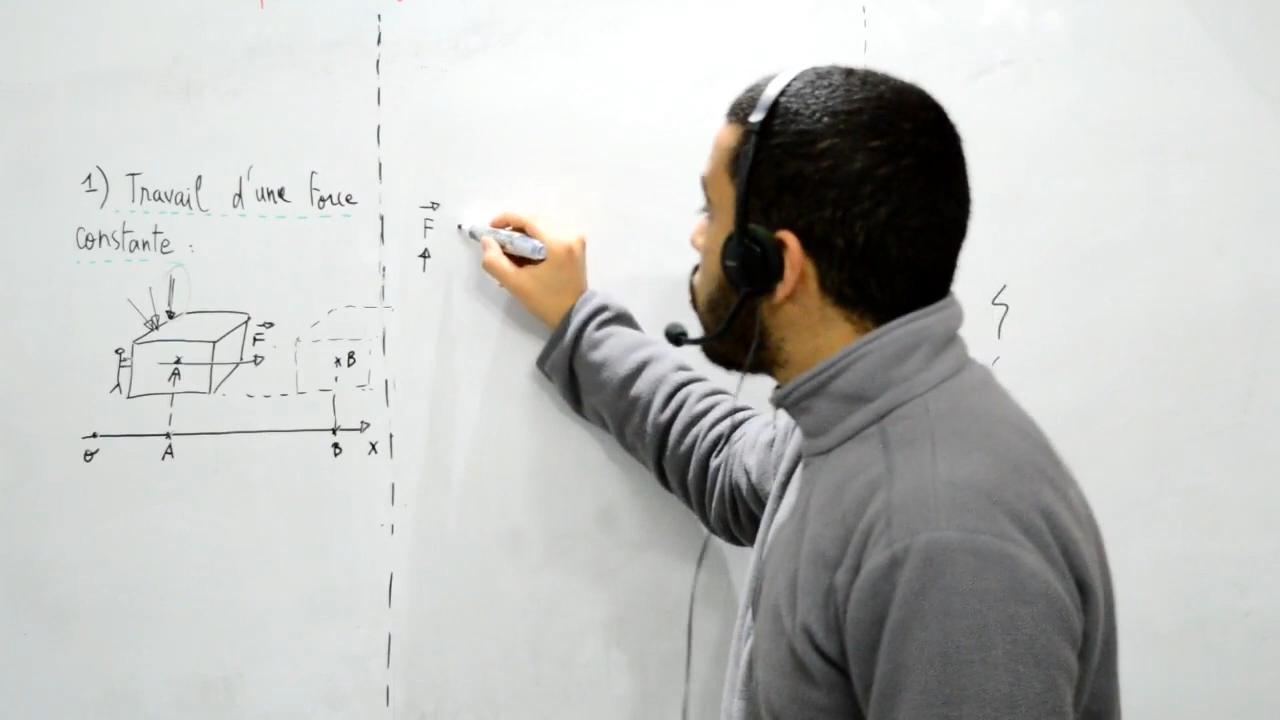 1) Travail d'une Force
constante :
F
A
B
F
σ A B x